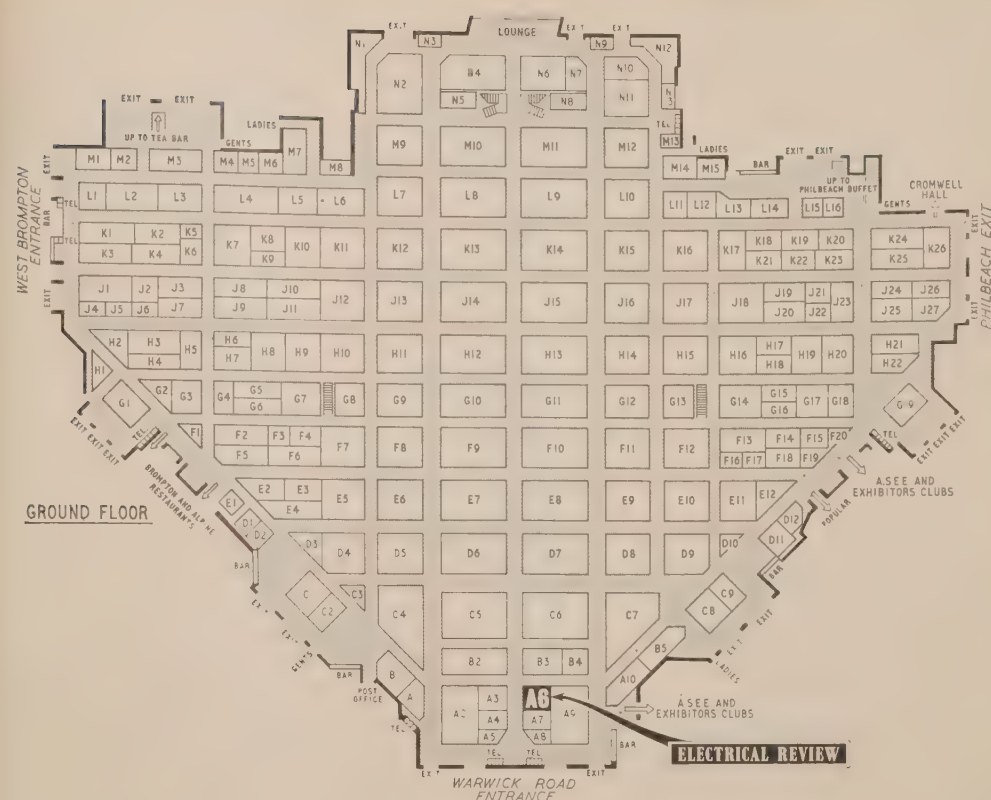 EXIT
LOUNGE
EXIT
EXIT
N1
N3
N9
N12
N2
B4
N6
N7
N10
N5
N8
N11
EXIT
EXIT
UP TO TEA BAR
LADIES
GENTS
TEL
M13
M1
M2
M3
M4
M5
M6
M7
M8
M9
M10
M11
M12
M14
M15
LADIES
BAR
EXIT
EXIT
UP TO
PHILBEACH BUFFET
GENTS
CROMWELL
HALL
EXIT
WEST BROMPTON
ENTRANCE
TEL
BAR
TEL
L1
L2
L3
L4
L5
L6
L7
L8
L9
L10
L11
L12
L13
L14
L15
L16
K1
K2
K5
K3
K4
K6
K7
K8
K9
K10
K11
K12
K13
K14
K15
K16
K17
K18
K19
K20
K21
K22
K23
K24
K25
K26
EXIT
EXIT
PHILBEACH EXIT
EXIT
EXIT
J1
J2
J3
J4
J5
J6
J7
J8
J10
J9
J11
J12
J13
J14
J15
J16
J17
J18
J19
J21
J20
J22
J23
J24
J26
J25
J27
H1
H2
H3
H4
H5
H6
H7
H8
H9
H10
H11
H12
H13
H14
H15
H16
H17
H18
H19
H20
H21
H22
G1
G2
G3
G4
G5
G6
G7
G8
G9
G10
G11
G12
G13
G14
G15
G16
G17
G18
EXIT EXIT EXIT
TEL
TEL
EXIT EXIT EXIT
F1
F2
F3
F4
F5
F6
F7
F8
F9
F10
F11
F12
F13
F14
F15
F20
F16
F17
F18
F19
BROMPTON AND ALPINE
RESTAURANTS
A.S.E.E AND
EXHIBITORS CLUBS
POPULAR
GROUND FLOOR
E1
E2
E3
E4
E5
E6
E7
E8
E9
E10
E11
E12
D1
D2
D3
D4
D5
D6
D7
D8
D9
D10
D11
D12
BAR
BAR
C
C2
C3
C4
C5
C6
C7
C8
C9
EXIT
GENTS
BAR
POST
OFFICE
LADIES
B
A
B2
B3
B4
B5
A10
A3
A4
A5
A6
A7
A8
A9
TEL
TEL
TEL
A.S.E.E AND
EXHIBITORS CLUBS
BAR
ELECTRICAL REVIEW
EXIT
EXIT
WARWICK ROAD
ENTRANCE